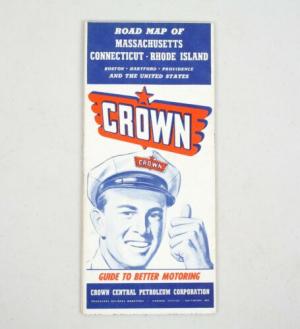 ROAD MAP OF
MASSACHUSETTS
CONNECTICUT - RHODE ISLAND
BOSTON - HARTFORD - PROVIDENCE
AND THE UNITED STATES
CROWN
CROWN
GUIDE TO BETTER MOTORING
CROWN CENTRAL PETROLEUM CORPORATION